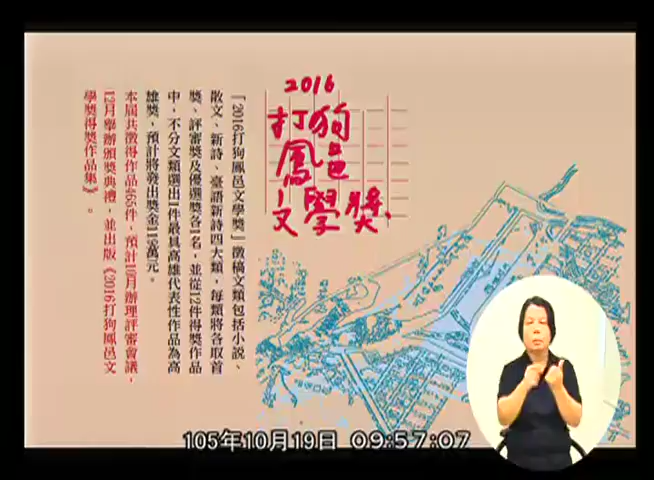 2016
打狗
鳳邑
文學獎
「2016打狗鳳邑文學獎」徵稿文類包括小說、
散文、新詩、臺語新詩四大類，每類將各取首
獎、評審獎及優選獎各1名，並從12件得獎作品
中，不分文類選出1件最具高雄代表性作品為高
雄獎，預計將發出獎金115萬元。
本屆共徵得作品465件，預計10月辦理評審會議，
12月舉辦頒獎典禮，並出版《2016打狗鳳邑文
學獎得獎作品集》。
105年10月19日 09:57:07